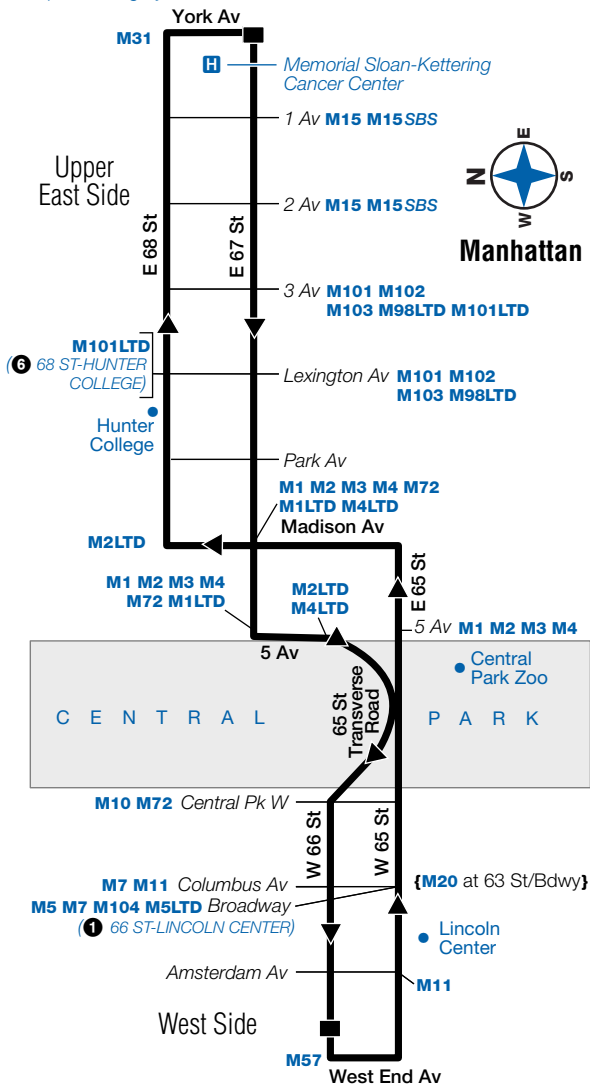 York Av
M31
H
Memorial Sloan-Kettering
Cancer Center
1 Av M15 M15SBS
Upper
East Side
E
N
S
W
Manhattan
2 Av M15 M15SBS
E 68 St
E 67 St
3 Av M101 M102
M103 M98LTD M101LTD
M101LTD
(6 68 ST-HUNTER
COLLEGE)
Lexington Av M101 M102
M103 M98LTD
Hunter
College
Park Av
M1 M2 M3 M4 M72
M1LTD M4LTD
Madison Av
M2LTD
E 65 St
M1 M2 M3 M4
M72 M1LTD
M2LTD
M4LTD
5 Av M1 M2 M3 M4
5 Av
Central
Park Zoo
65 St
Transverse
Road
CENTRAL PARK
M10 M72 Central Pk W
W 66 St
W 65 St
M7 M11 Columbus Av
{M20 at 63 St/Bdwy}
M5 M7 M104 M5LTD Broadway
(1 66 ST-LINCOLN CENTER)
Lincoln
Center
Amsterdam Av
M11
West Side
M57
West End Av